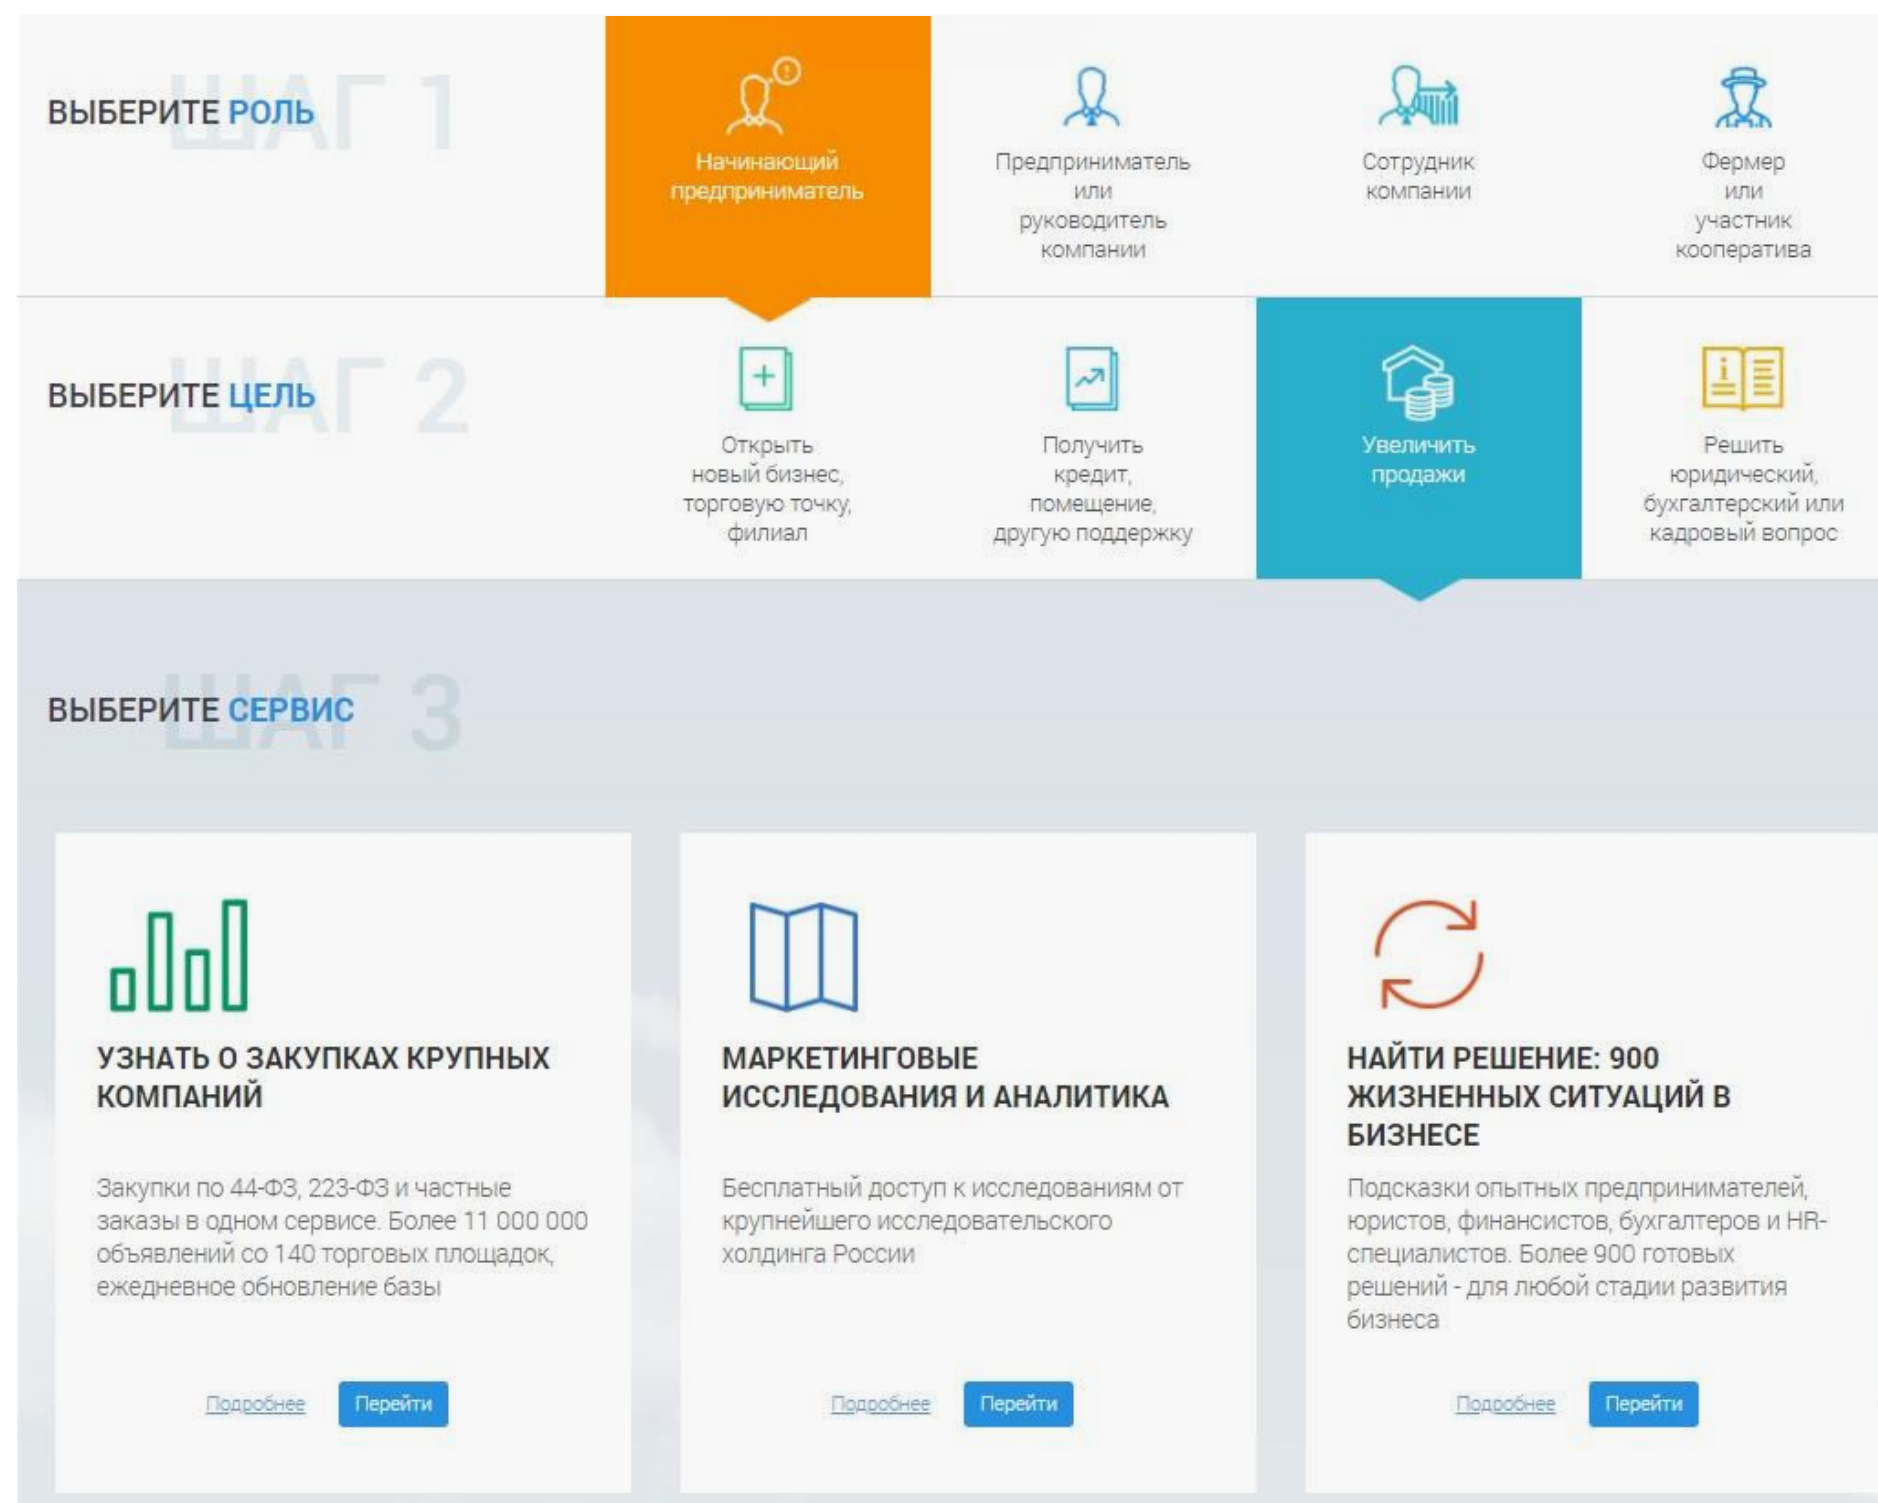 ШАГ 1
ВЫБЕРИТЕ РОЛЬ
Начинающий
предприниматель
Предприниматель
или
руководитель
компании
Сотрудник
компании
Фермер
или
участник
кооператива
ШАГ 2
ВЫБЕРИТЕ ЦЕЛЬ
Открыть
новый бизнес,
торговую точку,
филиал
Получить
кредит,
помещение,
другую поддержку
Увеличить
продажи
Решить
юридический,
бухгалтерский или
кадровый вопрос
ШАГ 3
ВЫБЕРИТЕ СЕРВИС
УЗНАТЬ О ЗАКУПКАХ КРУПНЫХ
КОМПАНИЙ
Закупки по 44-ФЗ, 223-ФЗ и частные
заказы в одном сервисе. Более 11 000 000
объявлений со 140 торговых площадок,
ежедневное обновление базы
Подробнее
Перейти
МАРКЕТИНГОВЫЕ
ИССЛЕДОВАНИЯ И АНАЛИТИКА
Бесплатный доступ к исследованиям от
крупнейшего исследовательского
холдинга России
Подробнее
Перейти
НАЙТИ РЕШЕНИЕ: 900
ЖИЗНЕННЫХ СИТУАЦИЙ В
БИЗНЕСЕ
Подсказки опытных предпринимателей,
юристов, финансистов, бухгалтеров и HR-
специалистов. Более 900 готовых
решений - для любой стадии развития
бизнеса
Подробнее
Перейти